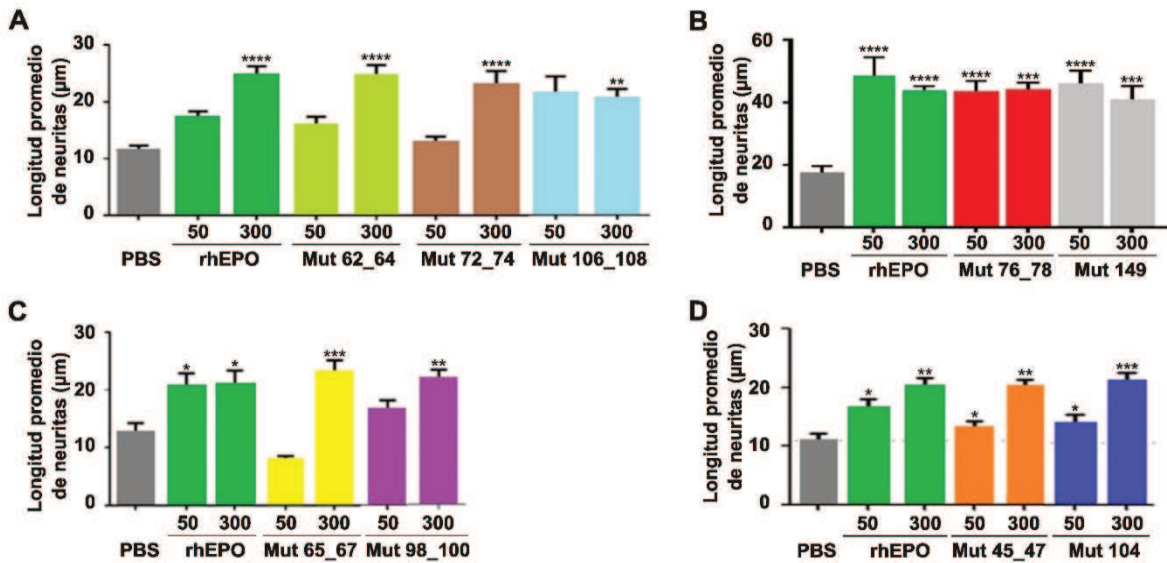 A
Longitud promedio
de neuritas (µm)
30
20
10
0
****
****
****
**
50 300 50 300 50 300 50 300
PBS rhEPO Mut 62_64 Mut 72_74 Mut 106_108
B
Longitud promedio
de neuritas (µm)
60
40
20
0
****
****
****
***
****
***
50 300 50 300 50 300
PBS rhEPO Mut 76_78 Mut 149
C
Longitud promedio
de neuritas (µm)
30
20
10
0
*
*
***
**
50 300 50 300 50 300
PBS rhEPO Mut 65_67 Mut 98_100
D
Longitud promedio
de neuritas (µm)
30
20
10
0
*
**
*
**
*
***
50 300 50 300 50 300
PBS rhEPO Mut 45_47 Mut 104